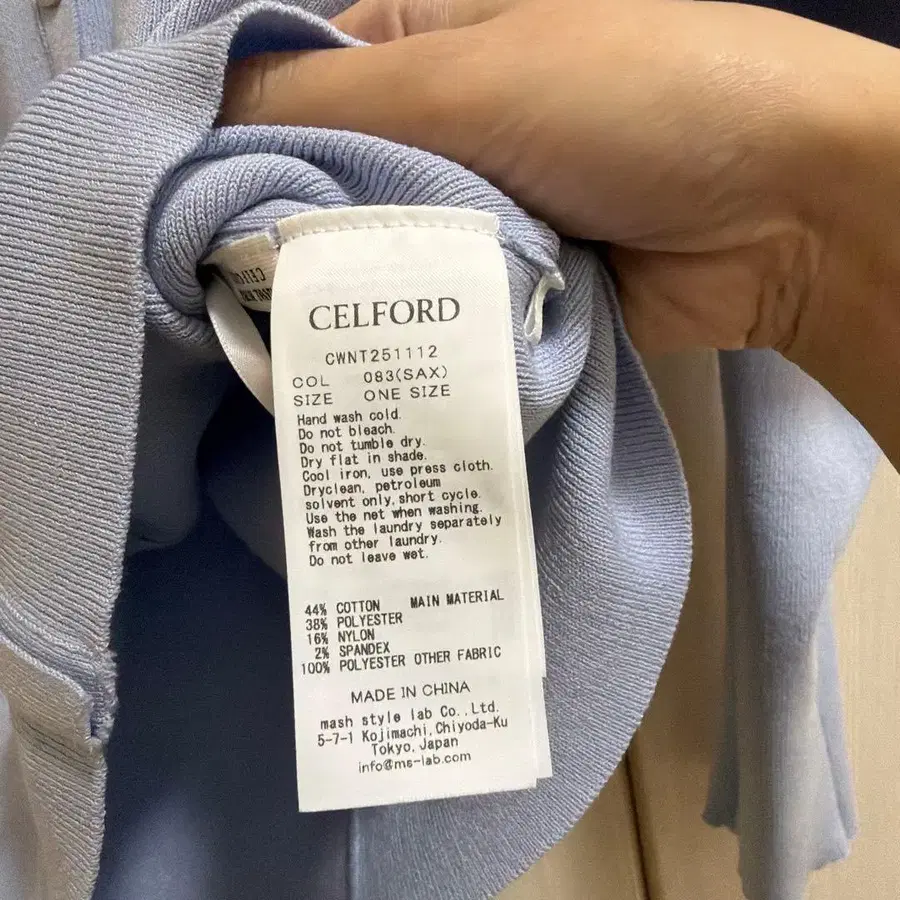 CELFORD
CWNT251112
COL 083(SAX)
SIZE ONE SIZE
Hand wash cold.
Do not bleach.
Do not tumble dry.
Dry flat in shade.
Cool iron, use press cloth.
Dryclean, petroleum
solvent only, short cycle.
Use the net when washing.
Wash the laundry separately
from other laundry.
Do not leave wet.
44% COTTON MAIN MATERIAL
38% POLYESTER
16% NYLON
2% SPANDEX
100% POLYESTER OTHER FABRIC
MADE IN CHINA
mash style lab Co.,Ltd.
5-7-1 Kojimachi,Chiyoda-Ku
Tokyo,Japan
info@ms-lab.com